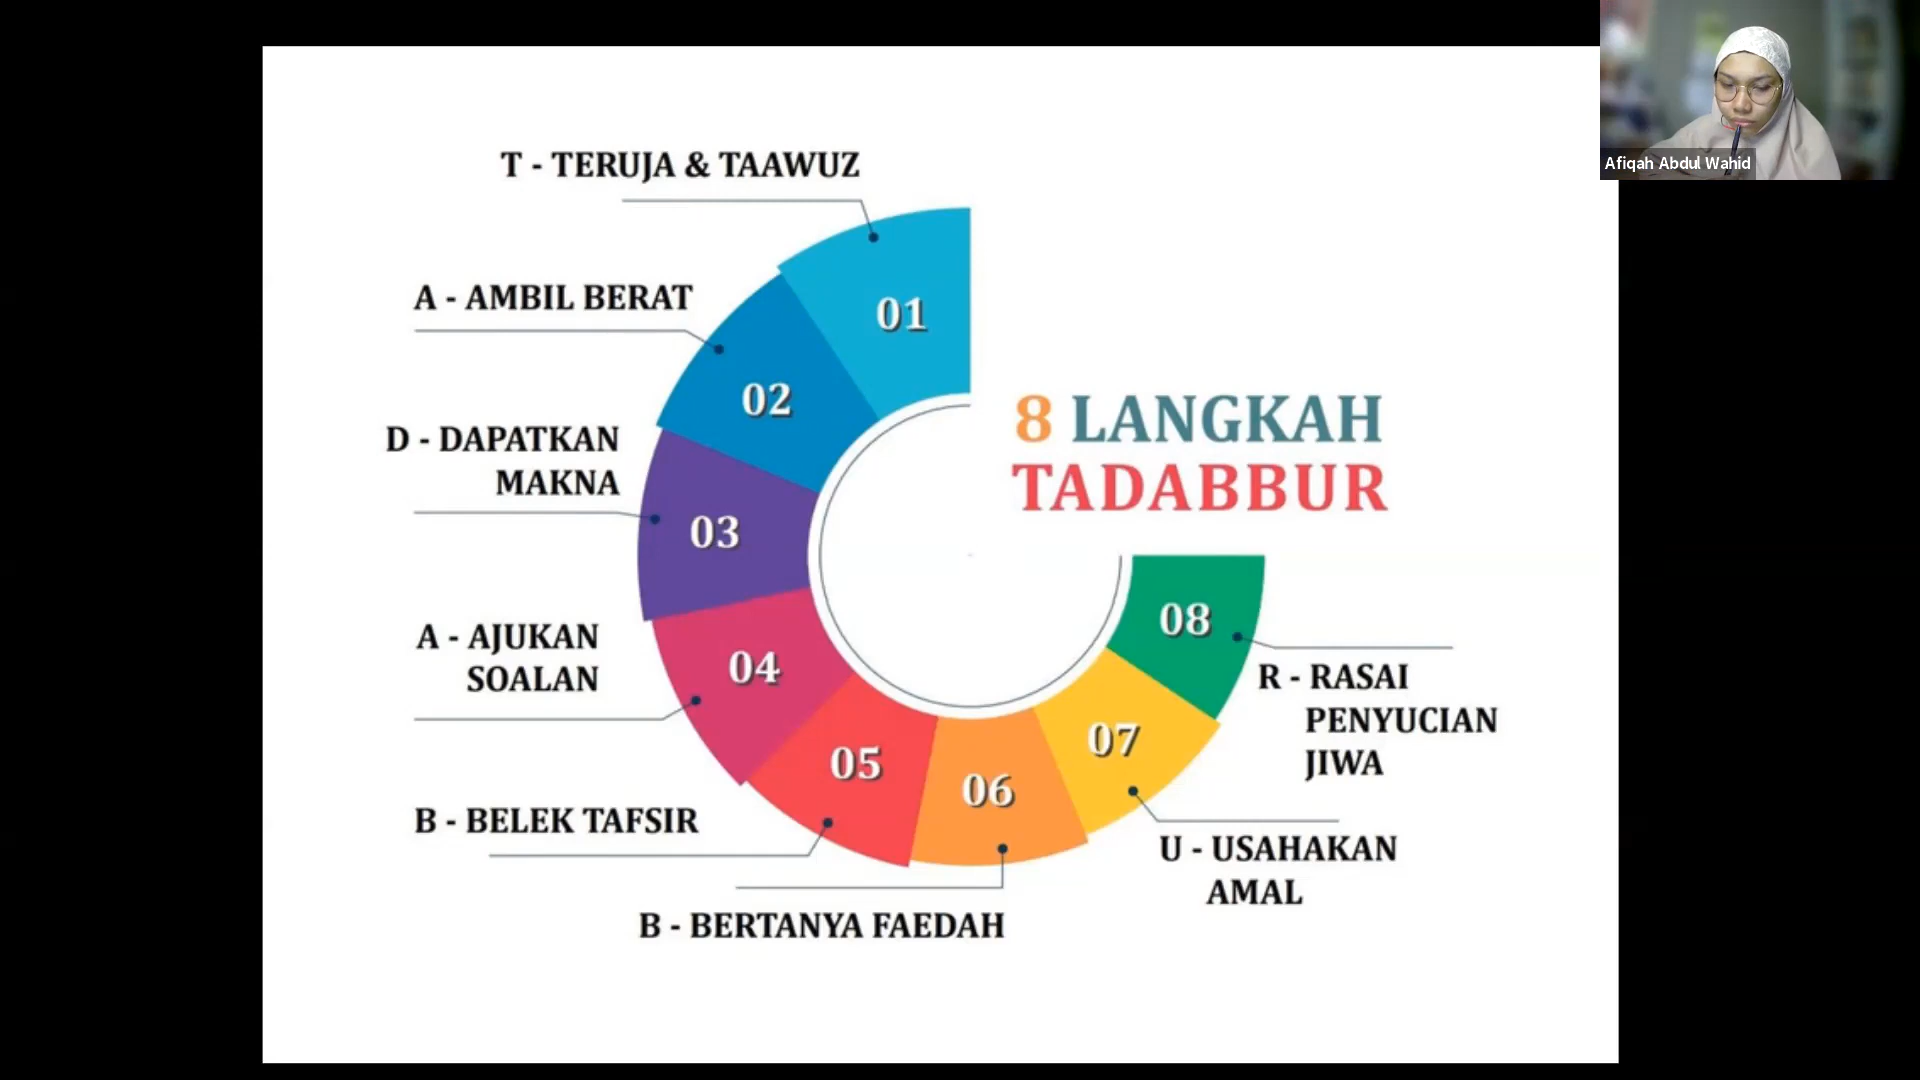 T - TERUJA & TAAWUZ
A - AMBIL BERAT
D - DAPATKAN
MAKNA
A - AJUKAN
SOALAN
B - BELEK TAFSIR
B - BERTANYA FAEDAH
U - USAHAKAN
AMAL
R - RASAI
PENYUCIAN
JIWA
01
02
03
04
05
06
07
08
8 LANGKAH
TADABBUR
Afiqah Abdul Wahid